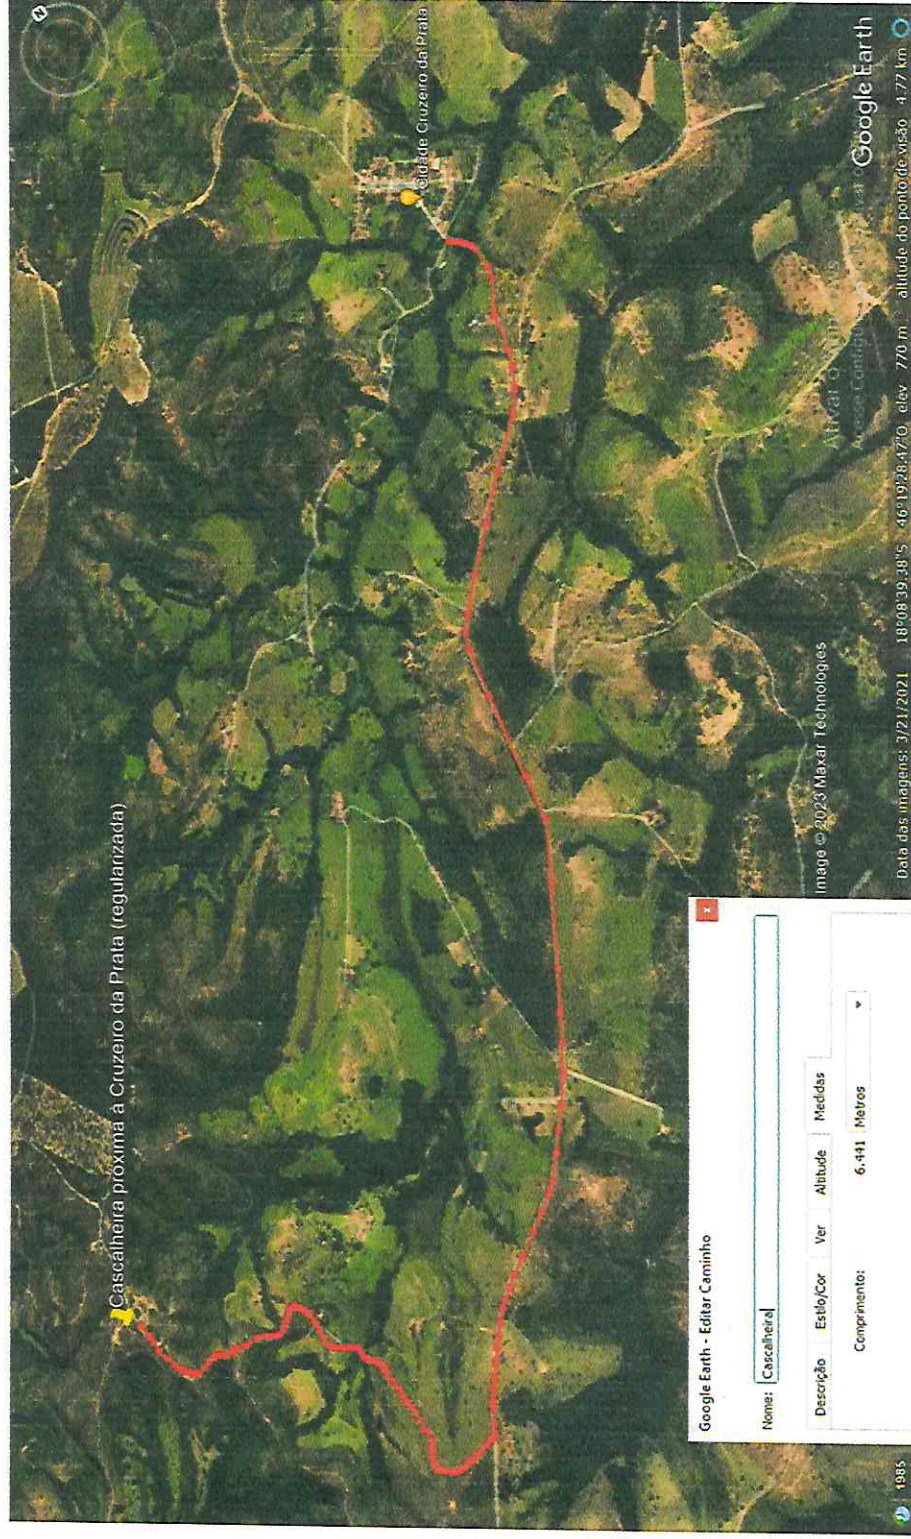 Cascalheira próxima à Cruzeiro da Prata (regularizada)
Cidade Cruzeiro da Prata
Google Earth - Editar Caminho
Nome: Cascalheira
Descrição Estilo/Cor Ver Altitude Medidas
Comprimento: 6.441 Metros
Image © 2023 Maxar Technologies
Google Earth
1985 Data das imagens: 3/21/2021 18°08'39.38"S 46°19'28.47"O elev 770 m altitude do ponto de visão 4.77 km